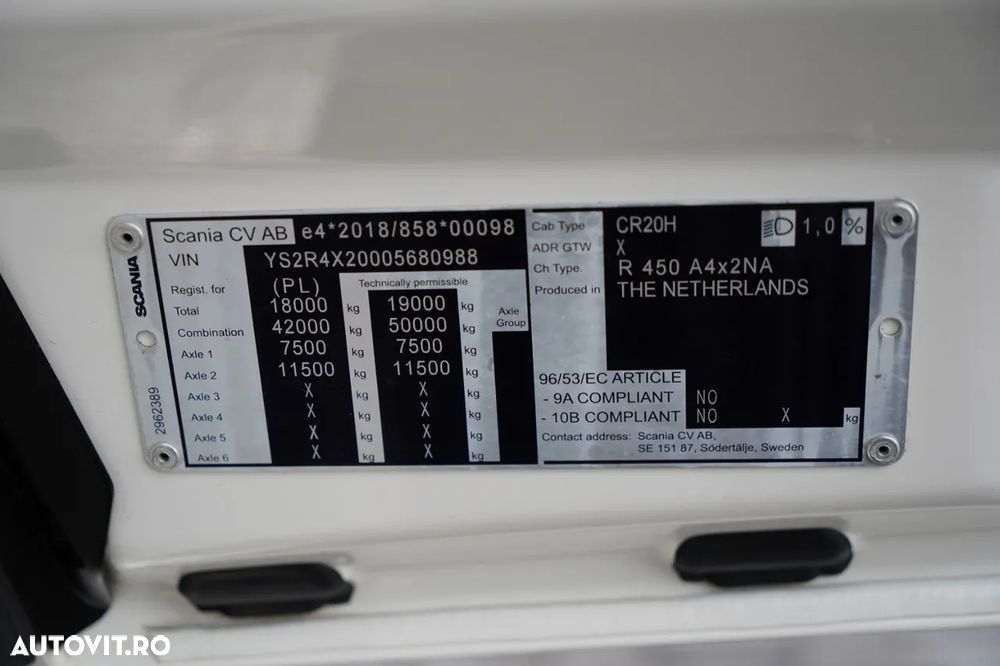 Scania CV AB e4*2018/858*00098
VIN YS2R4X20005680988
Regist. for (PL) Technically permissible
Total 18000 kg 19000 kg Axle Group
Combination 42000 kg 50000 kg
Axle 1 7500 kg 7500 kg
Axle 2 11500 kg 11500 kg
Axle 3 X kg X kg
Axle 4 X kg X kg
Axle 5 X kg X kg
Axle 6 X kg X kg
SCANIA
2962389
Cab Type CR20H 1,0 %
ADR GTW X
Ch Type. R 450 A4x2NA
Produced in THE NETHERLANDS
96/53/EC ARTICLE
- 9A COMPLIANT NO
- 10B COMPLIANT NO X kg
Contact address: Scania CV AB,
SE 151 87, Södertälje, Sweden
AUTOVIT.RO